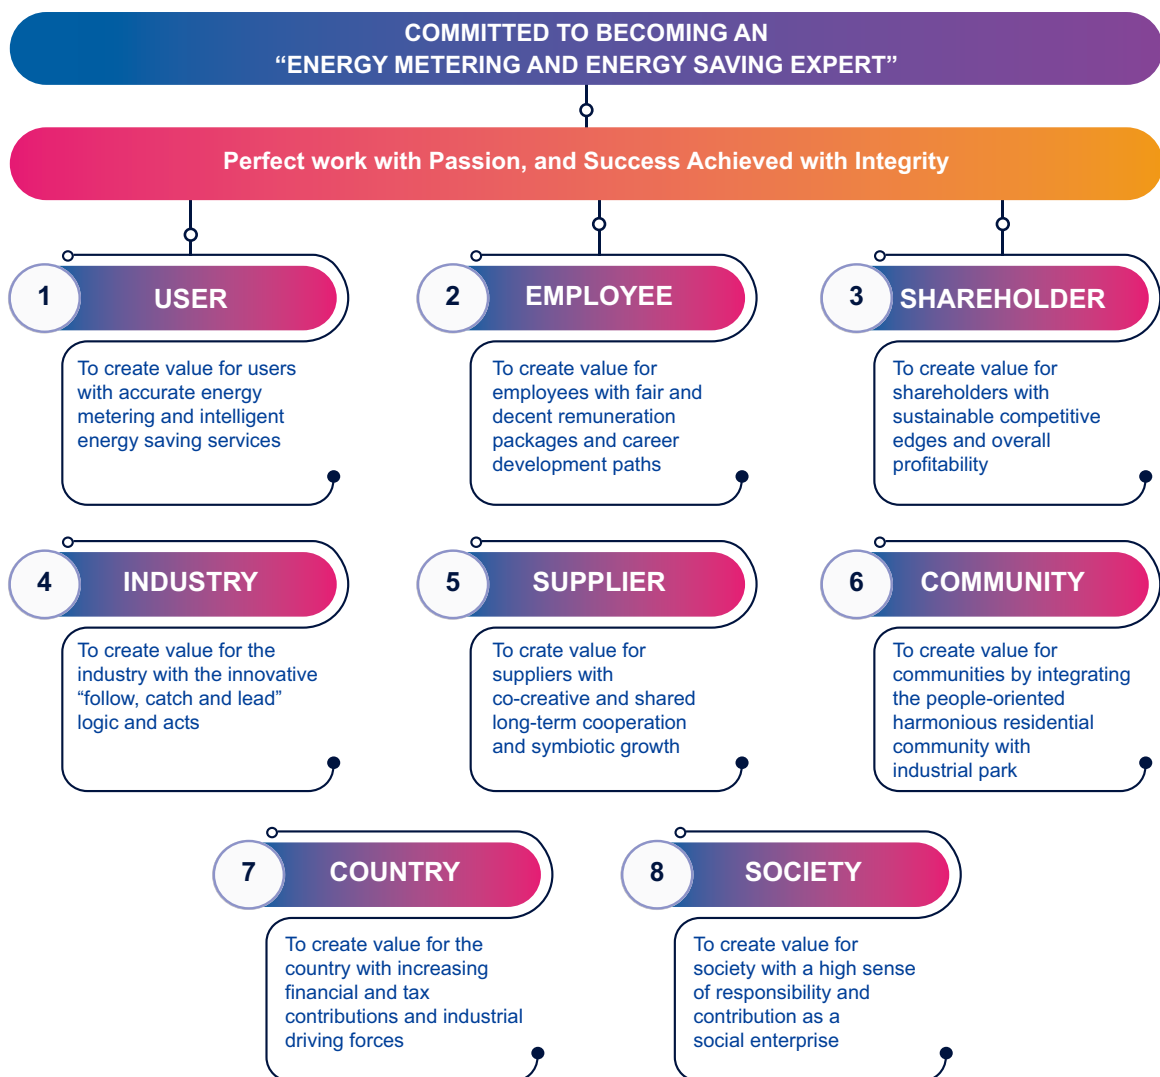 COMMITTED TO BECOMING AN
“ENERGY METERING AND ENERGY SAVING EXPERT”
Perfect work with Passion, and Success Achieved with Integrity
1
USER
To create value for users
with accurate energy
metering and intelligent
energy saving services
2
EMPLOYEE
To create value for
employees with fair and
decent remuneration
packages and career
development paths
3
SHAREHOLDER
To create value for
shareholders with
sustainable competitive
edges and overall
profitability
4
INDUSTRY
To create value for the
industry with the innovative
“follow, catch and lead”
logic and acts
5
SUPPLIER
To crate value for
suppliers with
co-creative and shared
long-term cooperation
and symbiotic growth
6
COMMUNITY
To create value for
communities by integrating
the people-oriented
harmonious residential
community with
industrial park
7
COUNTRY
To create value for the
country with increasing
financial and tax
contributions and industrial
driving forces
8
SOCIETY
To create value for
society with a high sense
of responsibility and
contribution as a
social enterprise